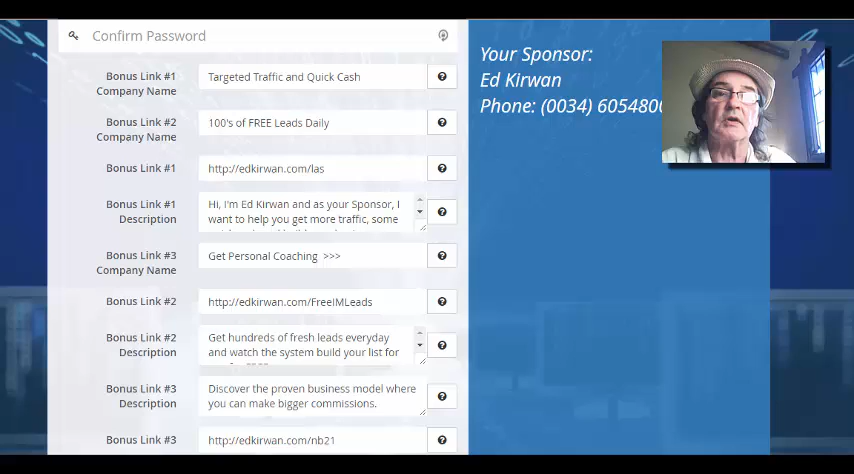 Confirm Password
Bonus Link #1
Company Name
Targeted Traffic and Quick Cash
Bonus Link #2
Company Name
100's of FREE Leads Daily
Bonus Link #1
http://edkirwan.com/las
Bonus Link #1
Description
Hi, I'm Ed Kirwan and as your Sponsor, I
want to help you get more traffic, some
Bonus Link #3
Company Name
Get Personal Coaching >>>
Bonus Link #2
http://edkirwan.com/FreeIMLeads
Bonus Link #2
Description
Get hundreds of fresh leads everyday
and watch the system build your list for
Bonus Link #3
Description
Discover the proven business model where
you can make bigger commissions.
Bonus Link #3
http://edkirwan.com/nb21
Your Sponsor:
Ed Kirwan
Phone: (0034) 6054800